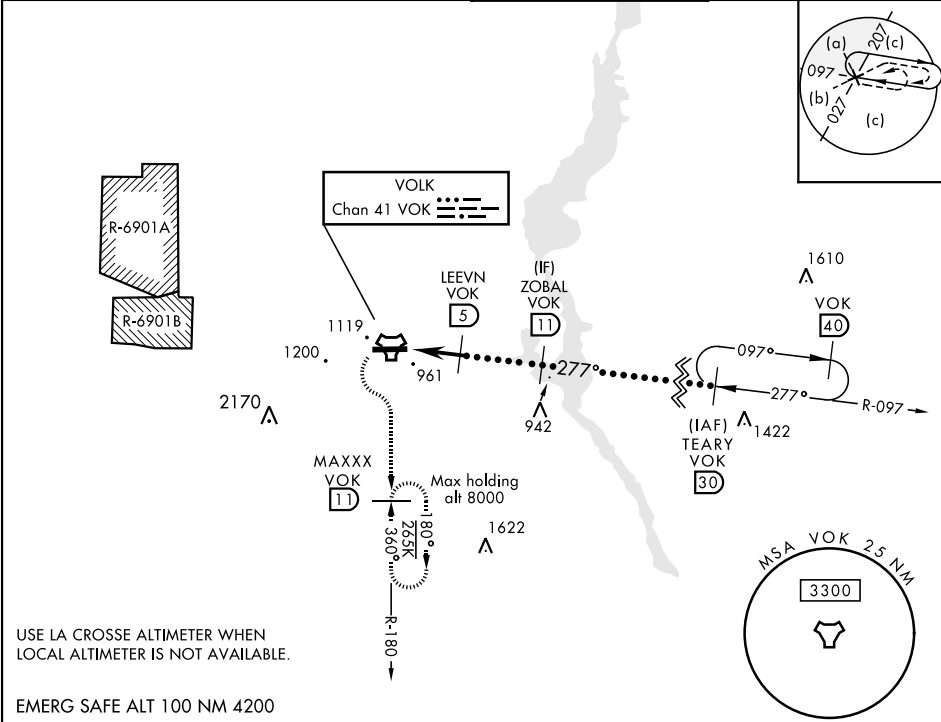 (a)
207
(c)
097
(b)
027
(c)
VOLK
Chan 41 VOK
R-6901A
R-6901B
LEEVN
VOK
5
(IF)
ZOBAL
VOK
11
1610
VOK
40
1119
1200
961
277°
097°
277°
R-097
942
2170
(IAF)
TEARY
VOK
30
1422
MAXXX
VOK
11
Max holding
alt 8000
180°
265K
360°
1622
R-180
MSA VOK 25 NM
3300
USE LA CROSSE ALTIMETER WHEN
LOCAL ALTIMETER IS NOT AVAILABLE.
EMERG SAFE ALT 100 NM 4200